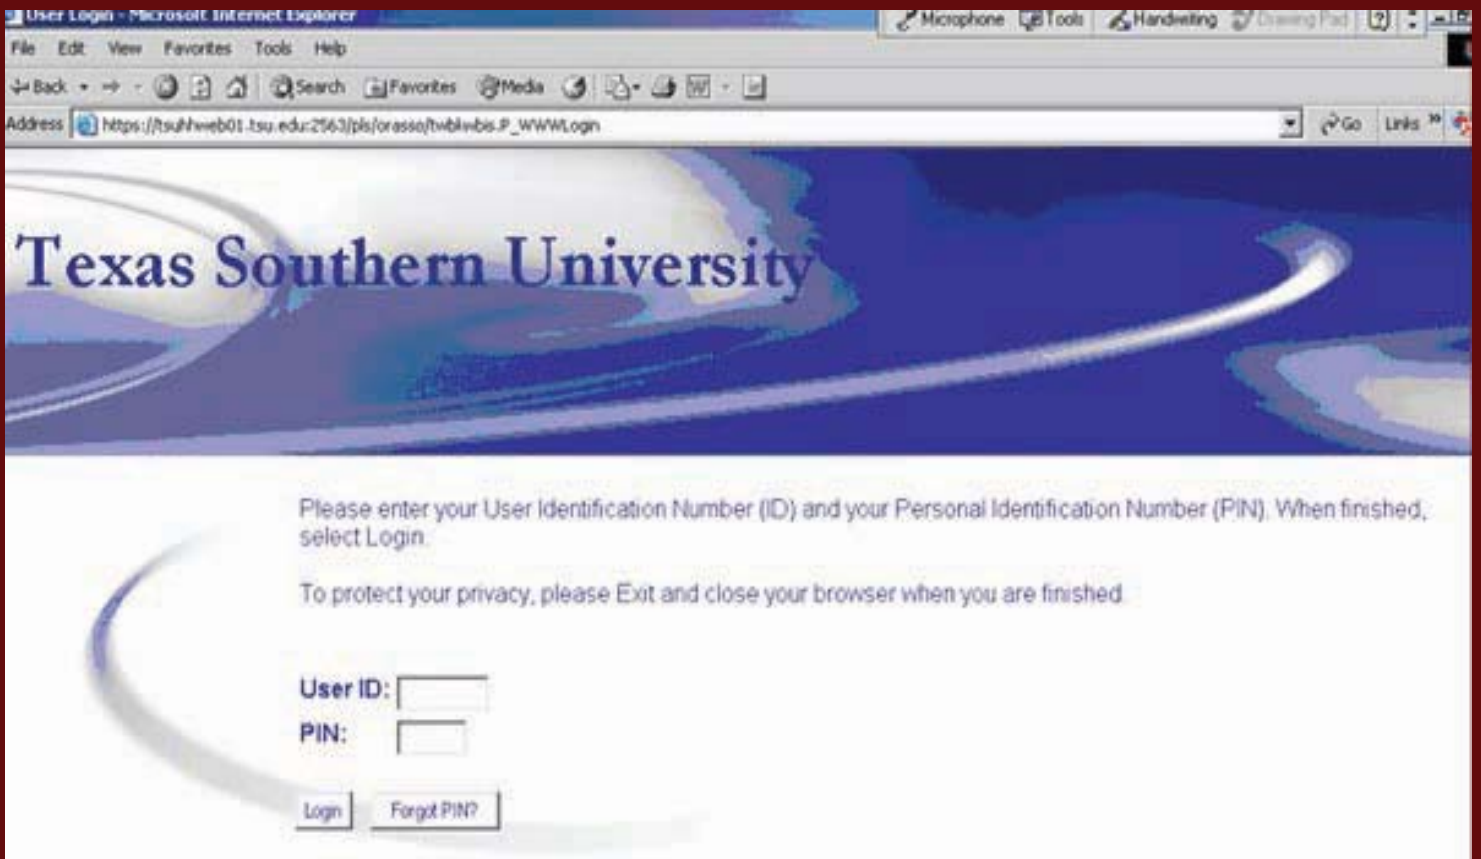 User Login - Microsoft Internet Explorer
Microphone Tools Handwriting Drawing Pad
File Edit View Favorites Tools Help
Back Search Favorites Media
Address https://tsuhhweb01.tsu.edu:2563/pls/orasso/twbkwbis.P_WWWLogin Go Links »
Texas Southern University
Please enter your User Identification Number (ID) and your Personal Identification Number (PIN). When finished,
select Login.
To protect your privacy, please Exit and close your browser when you are finished.
User ID:
PIN:
Login Forgot PIN?